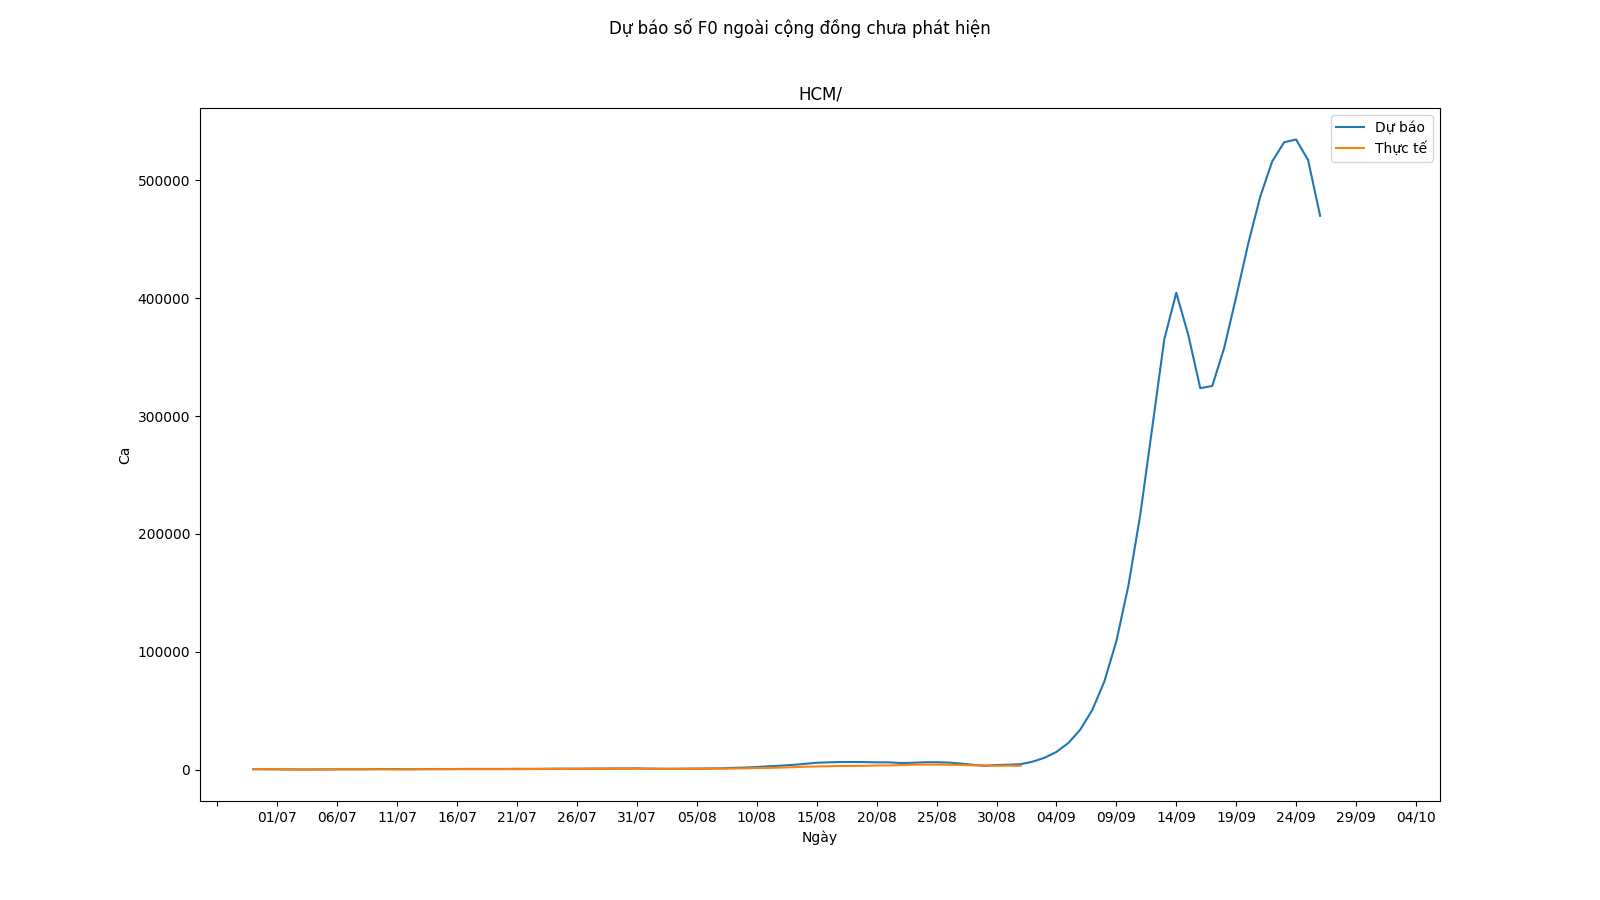 Dự báo số F0 ngoài cộng đồng chưa phát hiện
HCM/
Dự báo
Thực tế
500000
400000
300000
200000
100000
0
Ca
01/07 06/07 11/07 16/07 21/07 26/07 31/07 05/08 10/08 15/08 20/08 25/08 30/08 04/09 09/09 14/09 19/09 24/09 29/09 04/10
Ngày